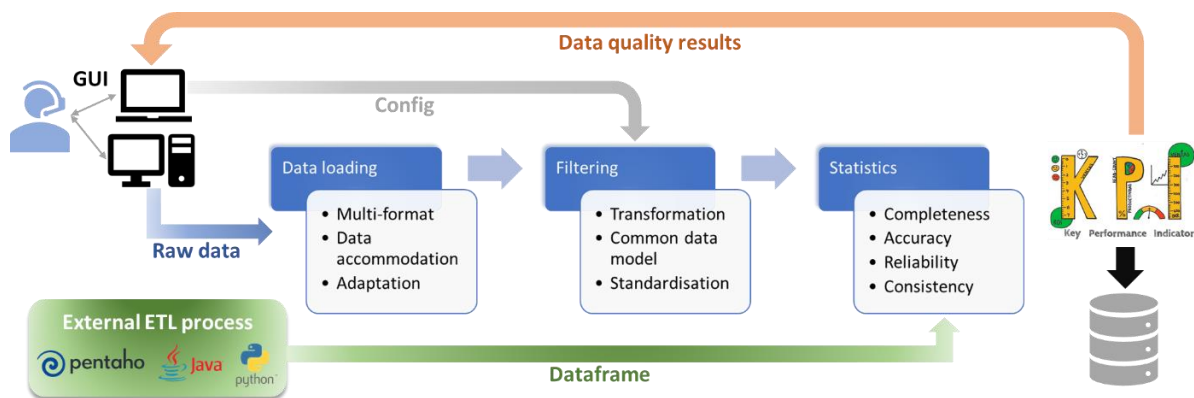 Data quality results
GUI
Config
Data loading
Filtering
Statistics
• Multi-format
• Data
accommodation
• Adaptation
• Transformation
• Common data
model
• Standardisation
• Completeness
• Accuracy
• Reliability
• Consistency
Raw data
KPI
Key Performance Indicator
External ETL process
pentaho
Java
python
Dataframe